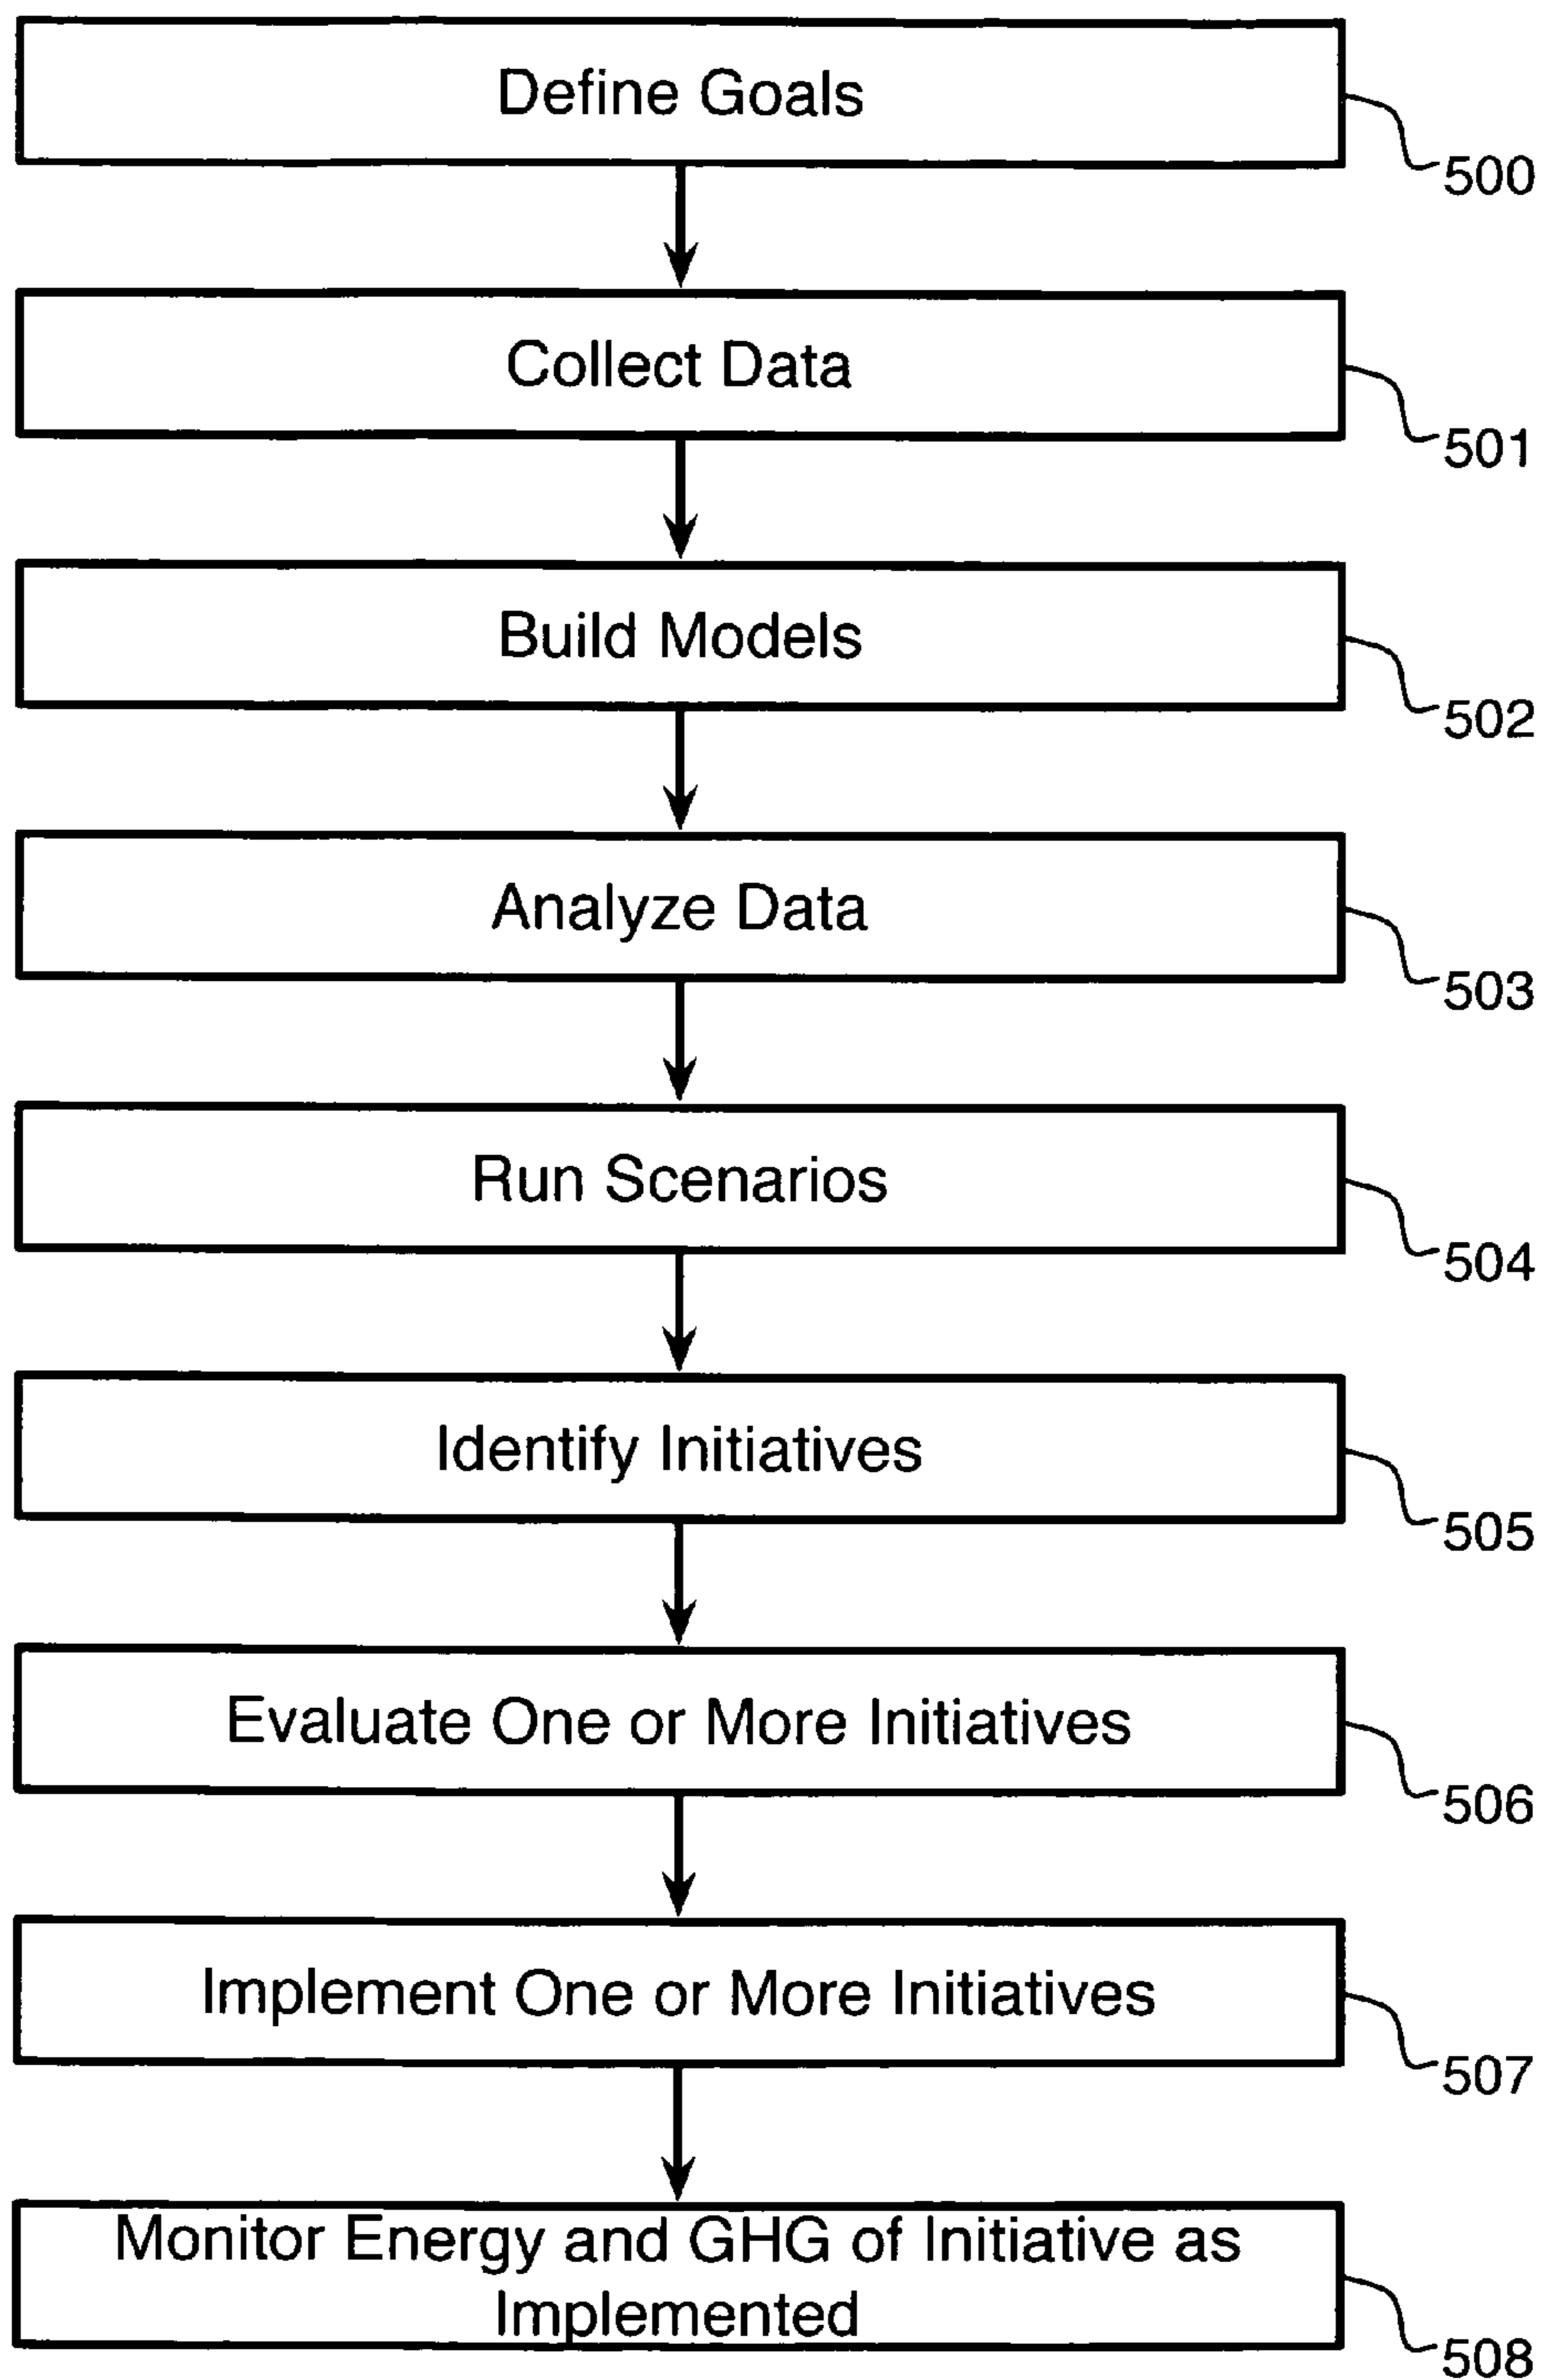 Define Goals
500
Collect Data
501
Build Models
502
Analyze Data
503
Run Scenarios
504
Identify Initiatives
505
Evaluate One or More Initiatives
506
Implement One or More Initiatives
507
Monitor Energy and GHG of Initiative as
Implemented
508